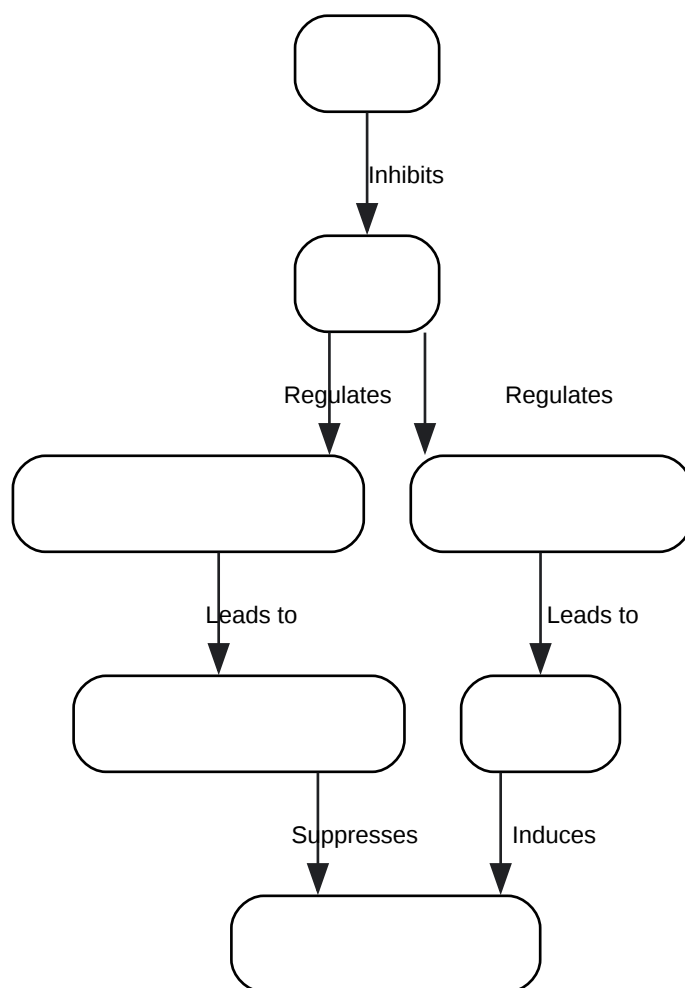 Inhibits
Regulates
Regulates
Leads to
Leads to
Suppresses
Induces